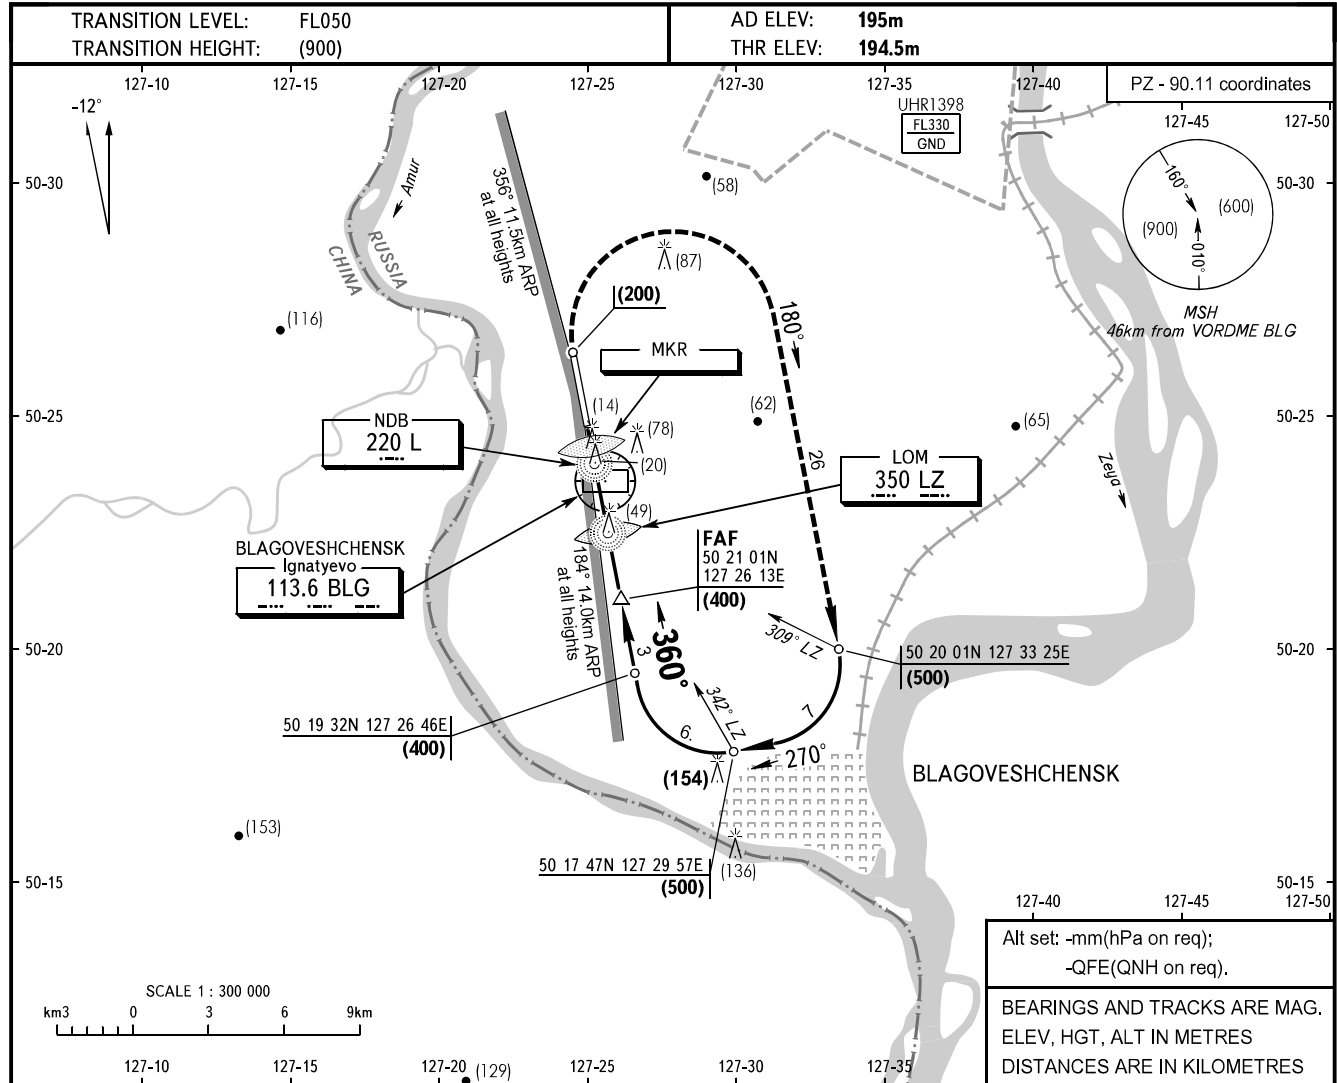 TRANSITION LEVEL: FL050
TRANSITION HEIGHT: (900)
AD ELEV: 195m
THR ELEV: 194.5m
127-10 127-15 127-20 127-25 127-30 127-35 127-40
PZ - 90.11 coordinates
127-45 127-50
-12°
UHR1398
FL330
GND
50-30
50-30
Amur
356° 11.5km ARP
at all heights
(58)
160°
(600)
(900)
010°
MSH
46km from VORDME BLG
RUSSIA
CHINA
(87)
(116)
(200)
180°
MKR
50-25
50-25
(14)
(78)
(62)
(65)
NDB
220 L
(20)
26
LOM
350 LZ
Zeya
(49)
BLAGOVESHCHENSK
Ignatyevo
113.6 BLG
FAF
50 21 01N
127 26 13E
(400)
184° 14.0km ARP
at all heights
309° LZ
50-20
50-20
3
360°
50 20 01N 127 33 25E
(500)
342° LZ
7
50 19 32N 127 26 46E
(400)
6.
270°
(154)
BLAGOVESHCHENSK
(153)
50 17 47N 127 29 57E
(500)
(136)
50-15
50-15
127-40 127-45 127-50
Alt set: -mm(hPa on req);
-QFE(QNH on req).
SCALE 1 : 300 000
km3 0 3 6 9km
BEARINGS AND TRACKS ARE MAG.
ELEV, HGT, ALT IN METRES
DISTANCES ARE IN KILOMETRES
127-10 127-15 127-20 127-25 127-30 127-35
(129)